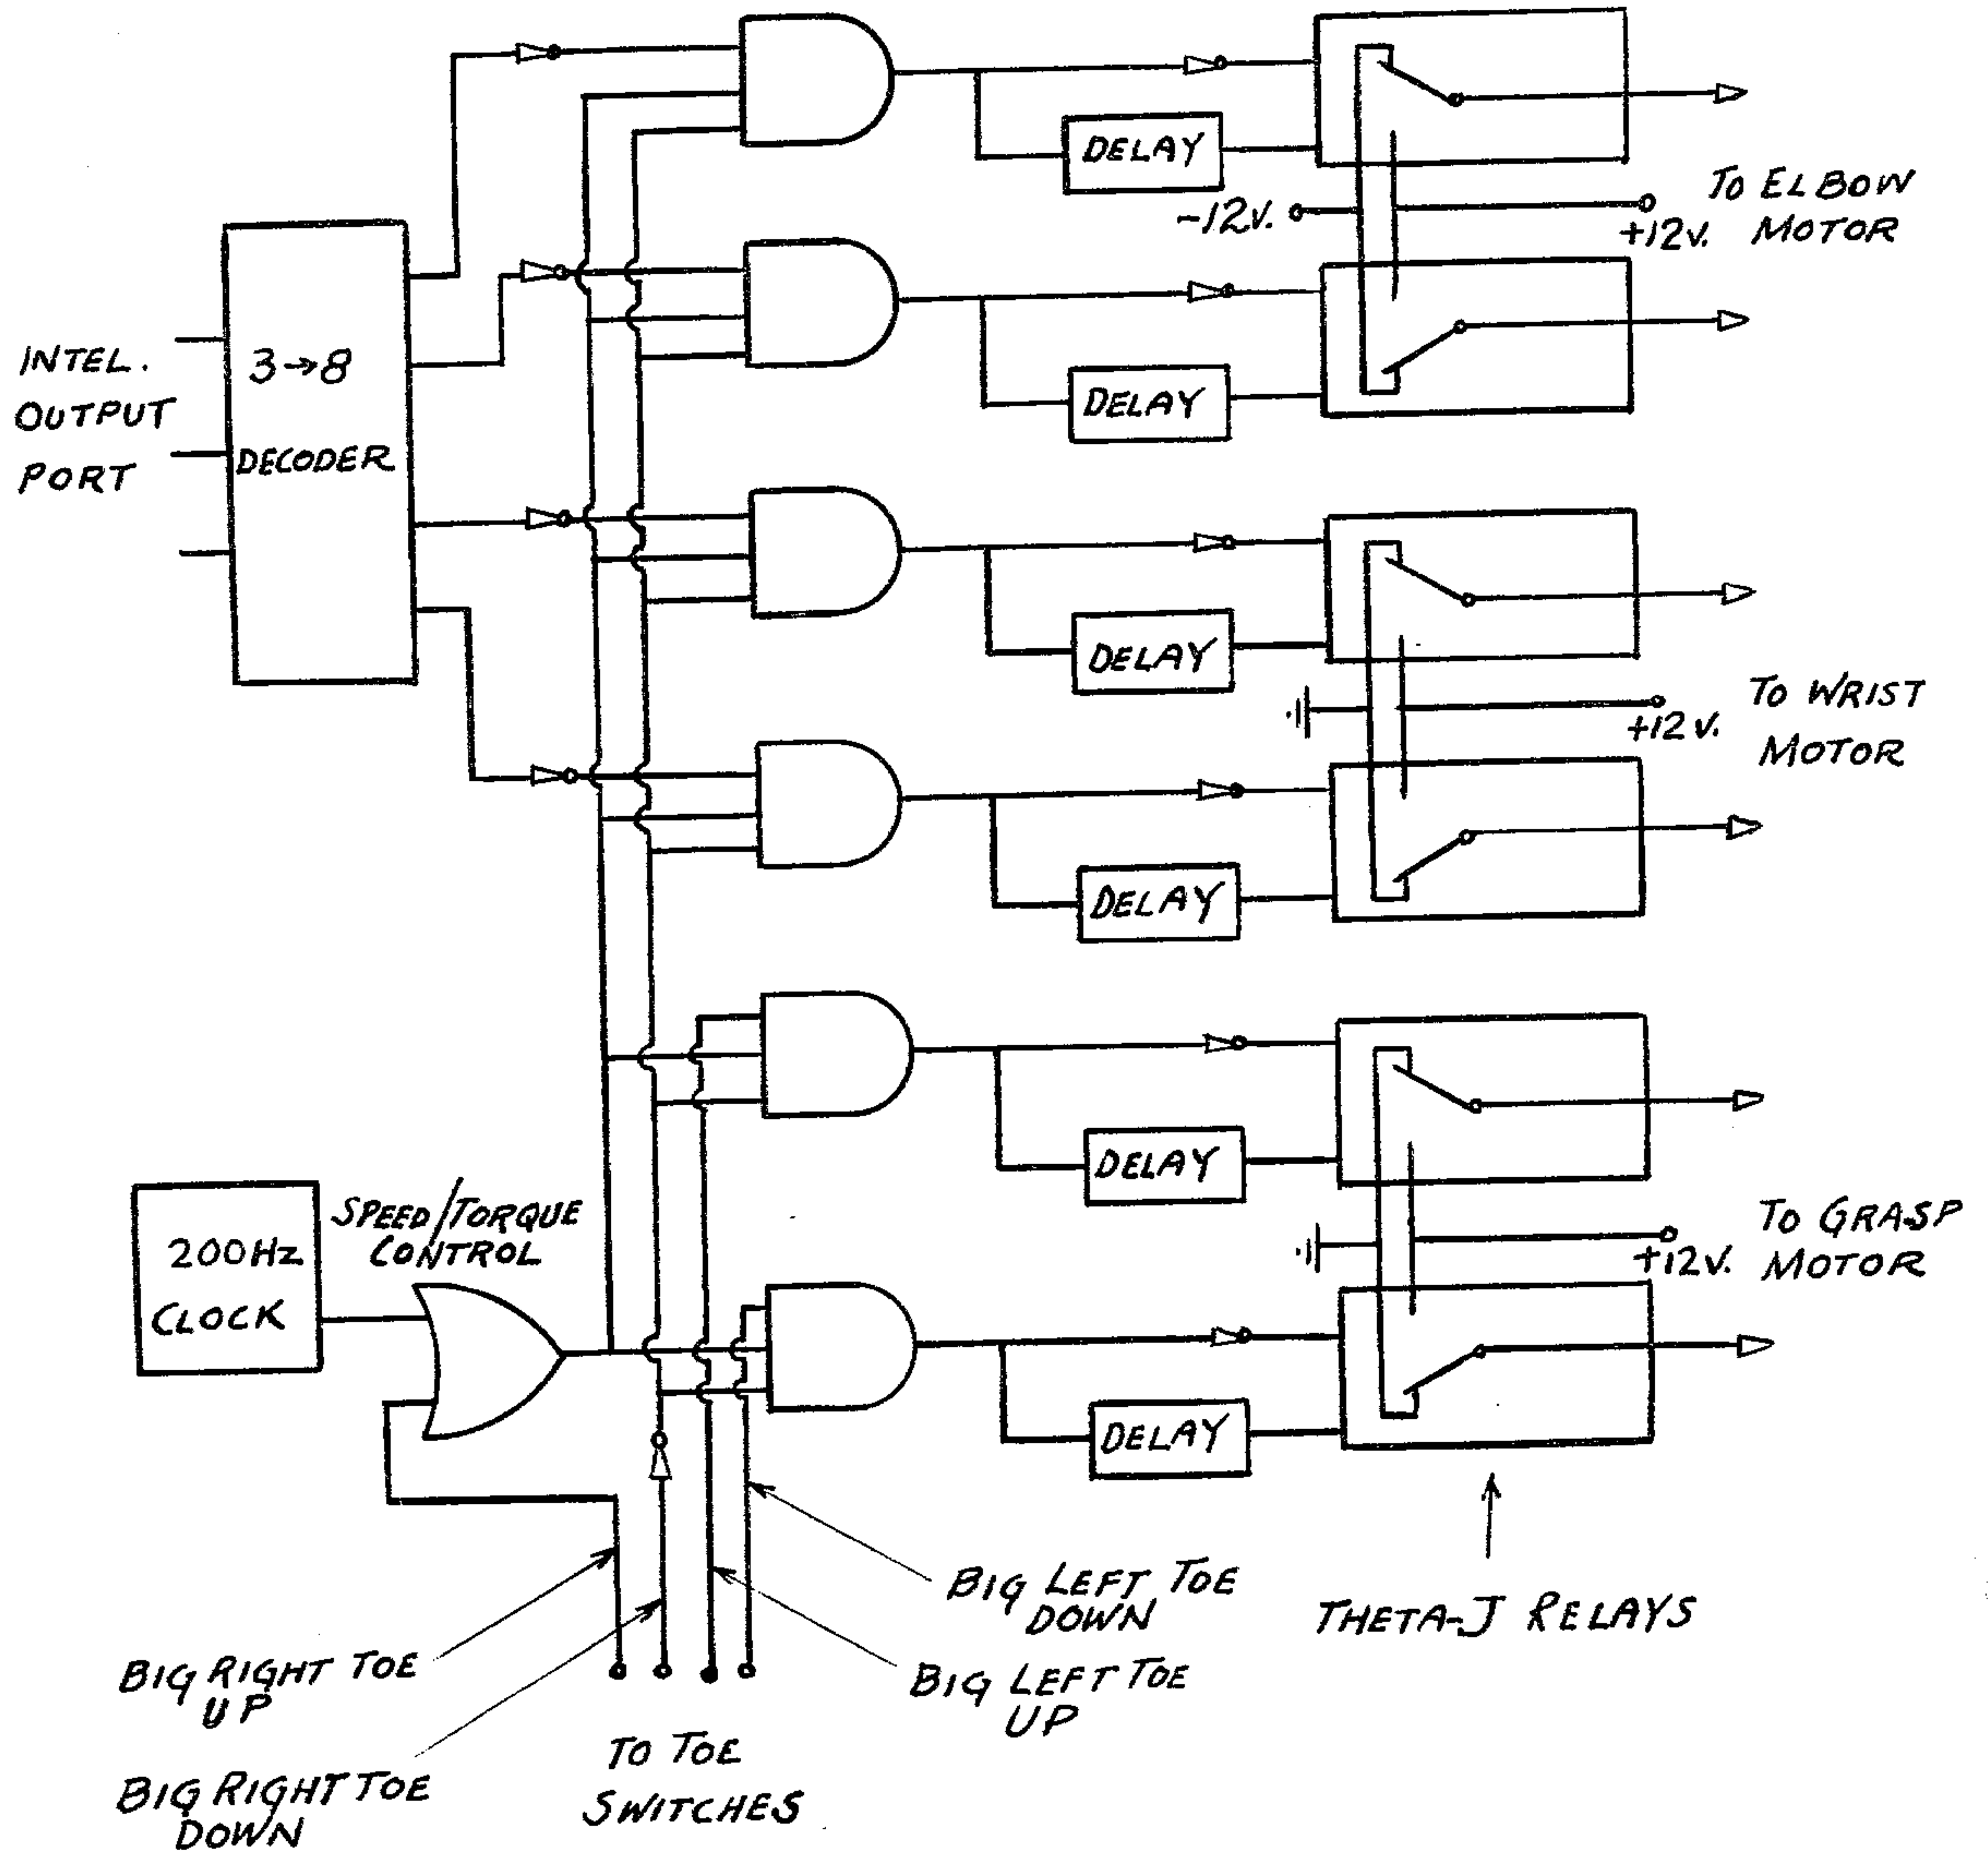 DELAY
-12V.
+12V.
TO ELBOW
MOTOR
INTEL.
OUTPUT
PORT
3→8
DECODER
DELAY
DELAY
+12V.
TO WRIST
MOTOR
DELAY
200HZ
CLOCK
SPEED/TORQUE
CONTROL
DELAY
+12V.
TO GRASP
MOTOR
DELAY
BIG LEFT TOE
DOWN
THETA-J RELAYS
BIG RIGHT TOE
UP
BIG LEFT TOE
UP
BIG RIGHT TOE
DOWN
TO TOE
SWITCHES